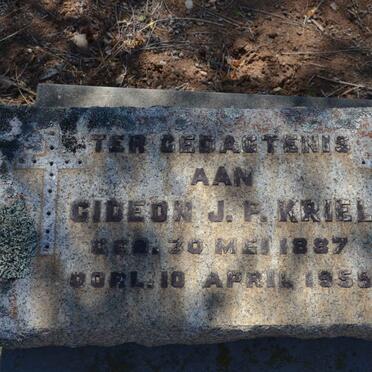 TER GEDAGTENIS
AAN
GIDEON J. F. KRIEL
GEB. 30 MEI 1887
OORL. 10 APRIL 1955